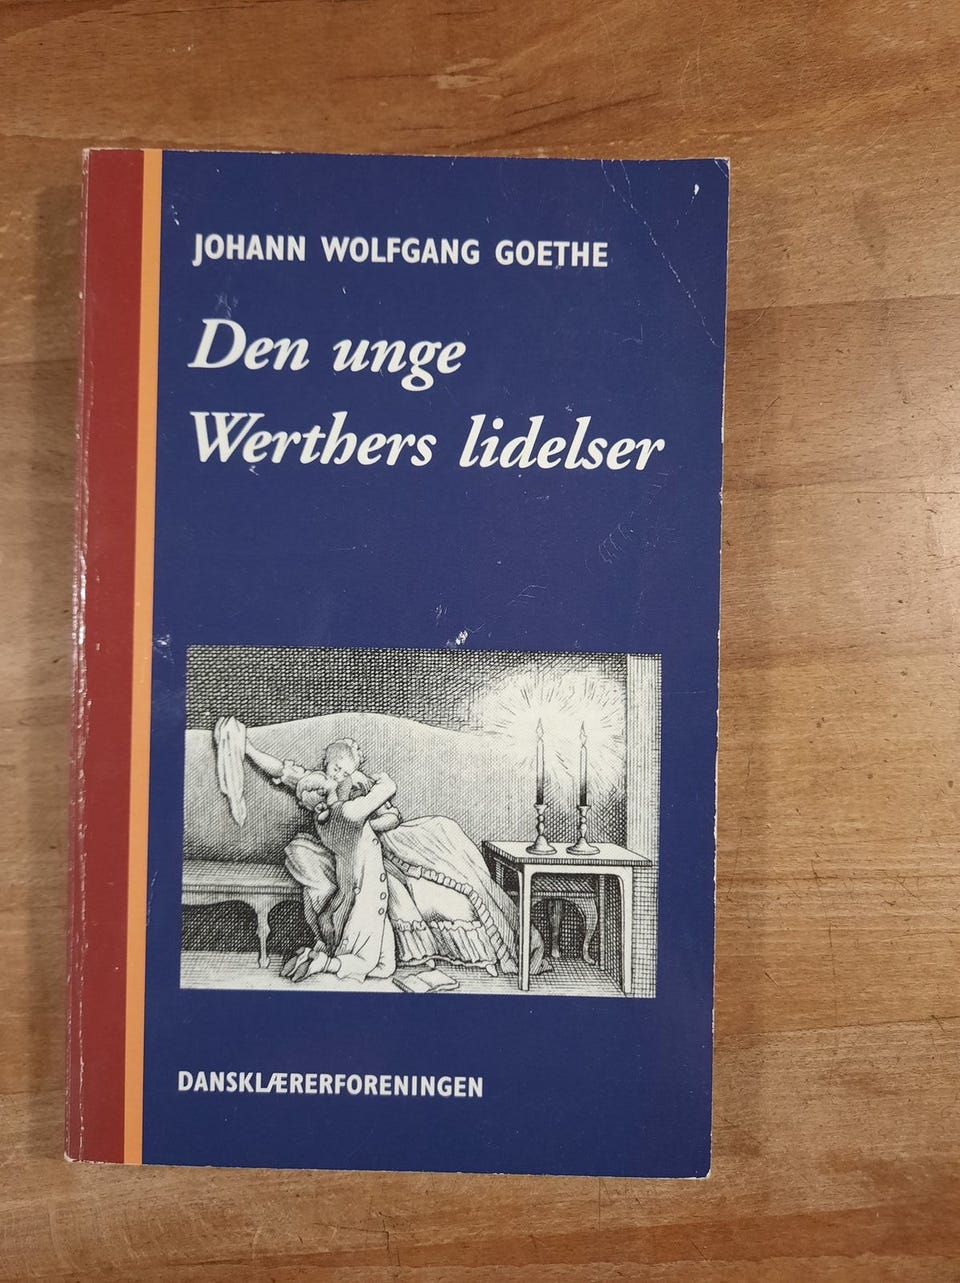 JOHANN WOLFGANG GOETHE
Den unge
Werthers lidelser
DANSKLÆRERFORENINGEN